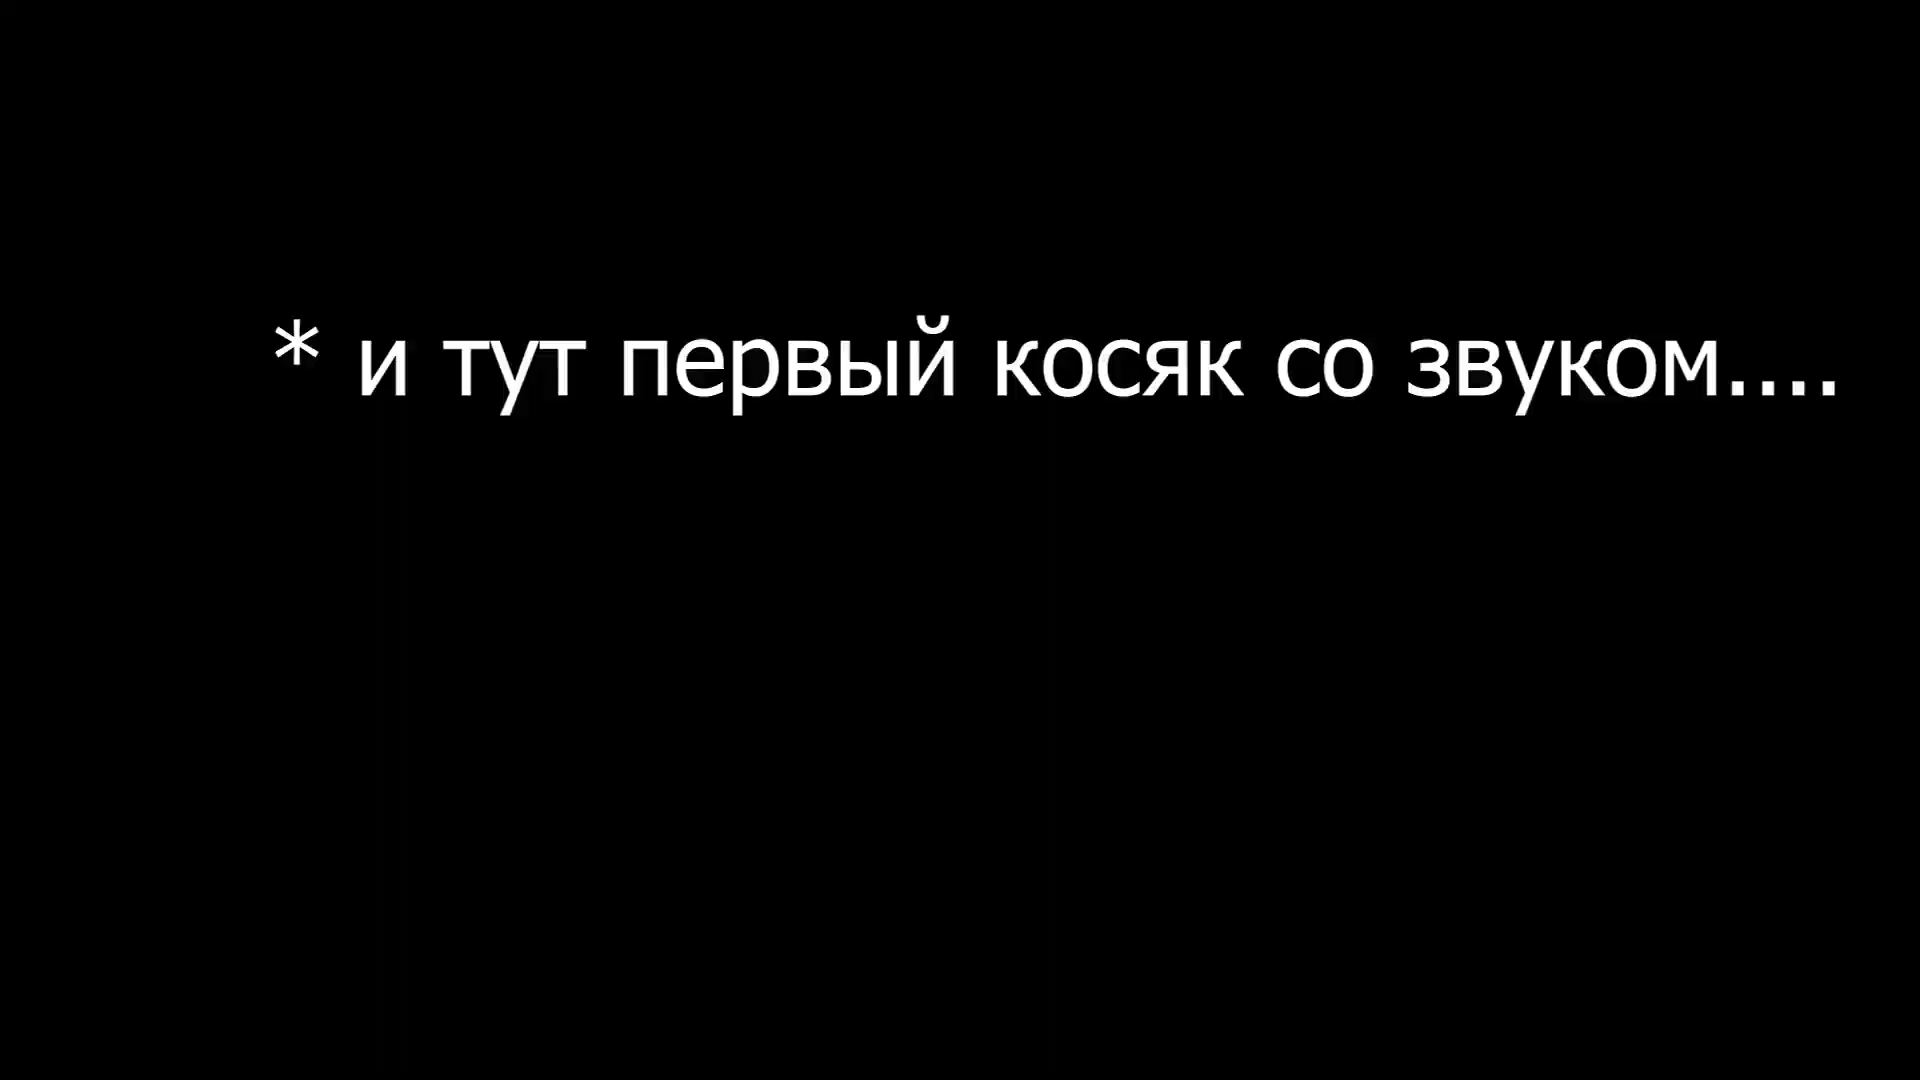 * и тут первый косяк со звуком....